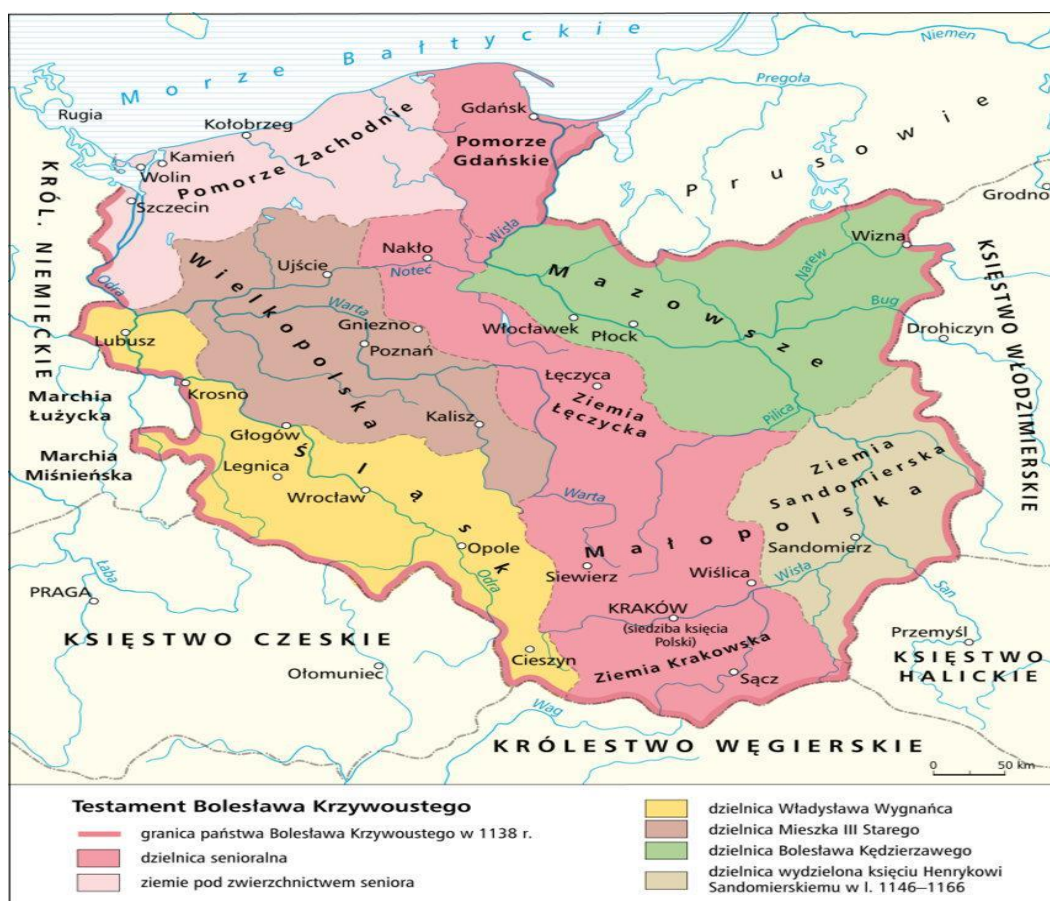 Morze Bałtyckie
Niemen
Pregoła
Rugia
Kołobrzeg
Gdańsk
Pomorze
Gdańskie
Kamień
Wolin
Pomorze Zachodnie
Szczecin
Prusowie
Grodno
KRÓL. NIEMIECKIE
Wisła
Nakło
Noteć
Ujście
Wielkopolska
Odra
Warta
Gniezno
Poznań
Mazowsze
Wizna
Narew
Bug
Włocławek
Płock
Drohiczyn
KSIĘSTWO WŁODZIMIERSKIE
Lubusz
Krosno
Marchia
Łużycka
Marchia
Miśnieńska
Łęczyca
Ziemia
Łęczycka
Kalisz
Pilica
Głogów
Legnica
Śląsk
Wrocław
Warta
Ziemia
Sandomierska
Małopolska
Sandomierz
Opole
Odra
Siewierz
Wiślica
Wisła
San
Łaba
PRAGA
KRAKÓW
(siedziba księcia
Polski)
Ziemia Krakowska
Przemyśl
KSIĘSTWO CZESKIE
KSIĘSTWO
HALICKIE
Cieszyn
Ołomuniec
Sącz
Wag
KRÓLESTWO WĘGIERSKIE
0 50 km
Testament Bolesława Krzywoustego
granica państwa Bolesława Krzywoustego w 1138 r.
dzielnica senioralna
ziemie pod zwierzchnictwem seniora
dzielnica Władysława Wygnańca
dzielnica Mieszka III Starego
dzielnica Bolesława Kędzierzawego
dzielnica wydzielona księciu Henrykowi
Sandomierskiemu w l. 1146–1166